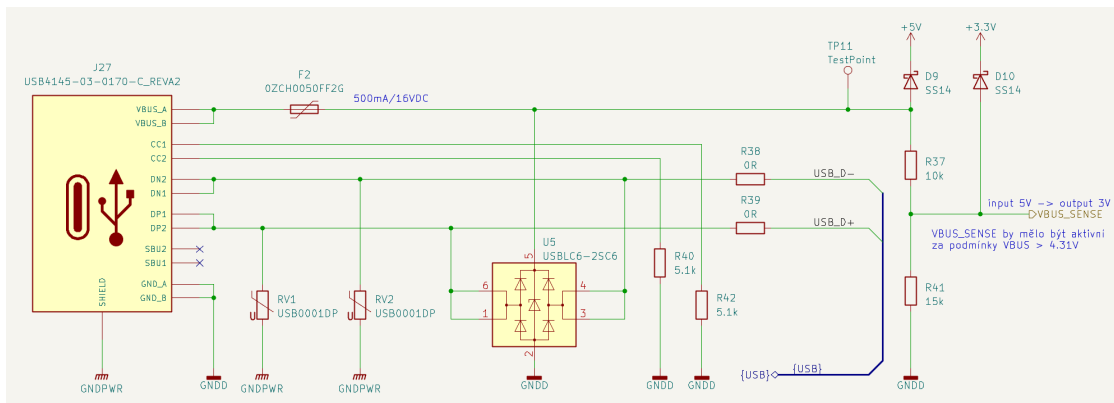 J27
USB4145-03-0170-C_REVA2
VBUS_A
VBUS_B
CC1
CC2
DN2
DN1
DP1
DP2
SBU2
SBU1
GND_A
GND_B
SHIELD
GNDPWR
GNDD
F2
0ZCH0050FF2G
500mA/16VDC
RV1
USB0001DP
GNDPWR
RV2
USB0001DP
GNDPWR
U5
USBLC6-2SC6
5
6
1
4
3
2
GNDD
R38
0R
R39
0R
USB_D-
USB_D+
R40
5.1k
GNDD
R42
5.1k
GNDD
{USB}
{USB}
TP11
TestPoint
+5V
D9
SS14
+3.3V
D10
SS14
R37
10k
input 5V -> output 3V
VBUS_SENSE
VBUS_SENSE by mělo být aktivní
za podmínky VBUS > 4.31V
R41
15k
GNDD